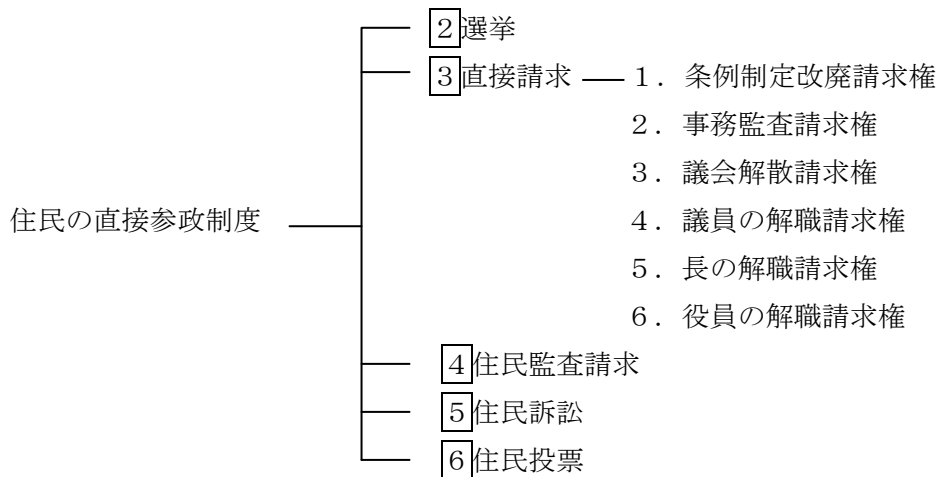 2選挙
3直接請求 1．条例制定改廃請求権
2．事務監査請求権
3．議会解散請求権
4．議員の解職請求権
住民の直接参政制度
5．長の解職請求権
6．役員の解職請求権
4住民監査請求
5住民訴訟
6住民投票